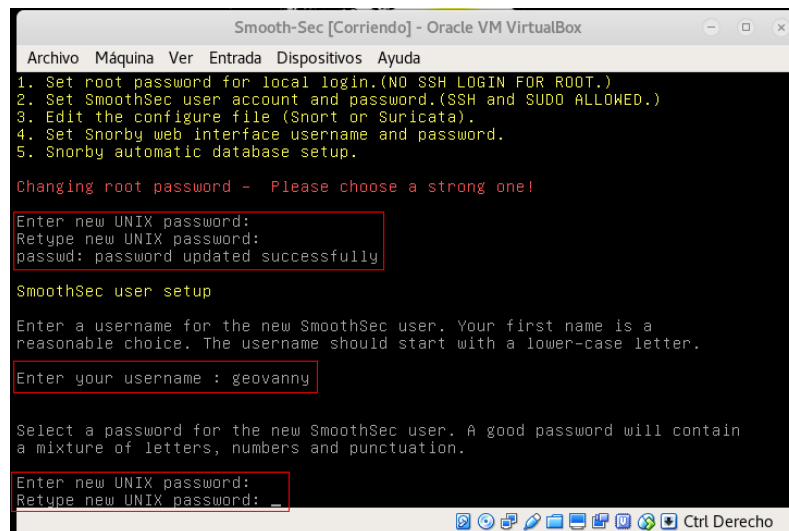 Smooth-Sec [Corriendo] - Oracle VM VirtualBox
Archivo Máquina Ver Entrada Dispositivos Ayuda
1. Set root password for local login.(NO SSH LOGIN FOR ROOT.)
2. Set SmoothSec user account and password.(SSH and SUDO ALLOWED.)
3. Edit the configure file (Snort or Suricata).
4. Set Snorby web interface username and password.
5. Snorby automatic database setup.
Changing root password -  Please choose a strong one!
Enter new UNIX password:
Retype new UNIX password:
passwd: password updated successfully
SmoothSec user setup
Enter a username for the new SmoothSec user. Your first name is a
reasonable choice. The username should start with a lower-case letter.
Enter your username : geovanny
Select a password for the new SmoothSec user. A good password will contain
a mixture of letters, numbers and punctuation.
Enter new UNIX password:
Retype new UNIX password: _
Ctrl Derecho